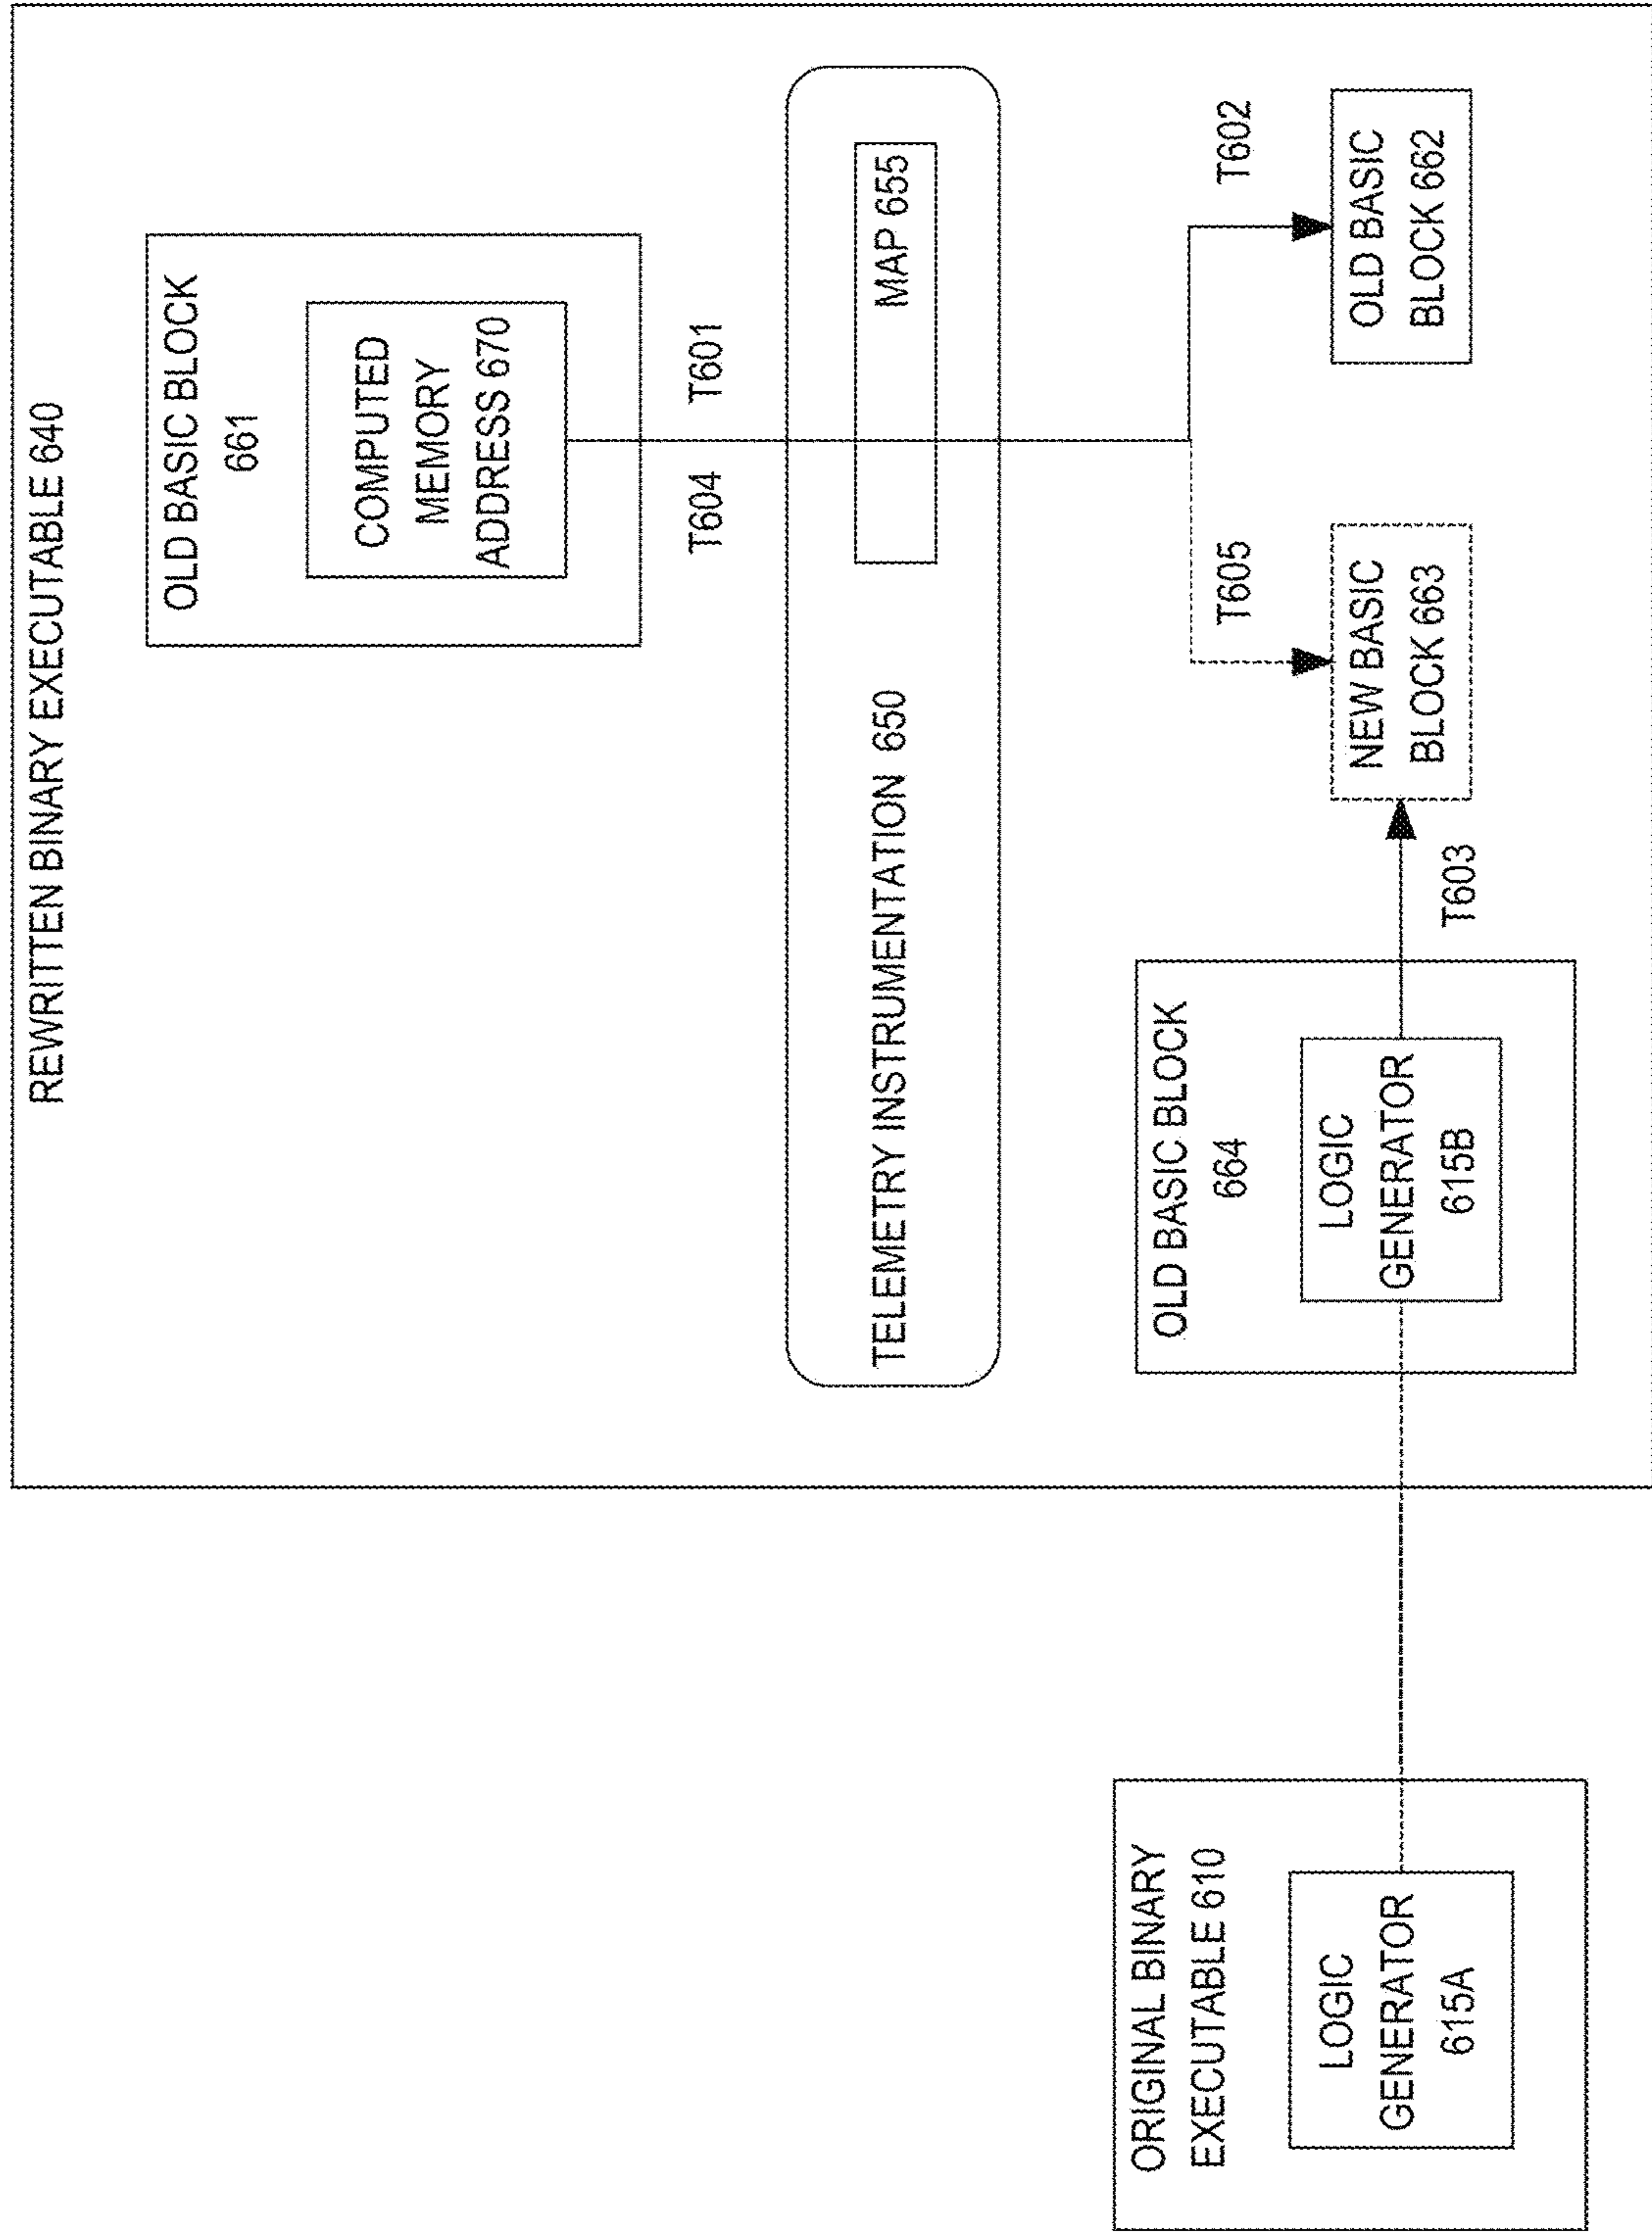 REWRITTEN BINARY EXECUTABLE 640
OLD BASIC BLOCK
661
COMPUTED
MEMORY
ADDRESS 670
T604
T601
TELEMETRY INSTRUMENTATION 650
MAP 655
T605
T602
ORIGINAL BINARY
EXECUTABLE 610
LOGIC
GENERATOR
615A
OLD BASIC BLOCK
664
LOGIC
GENERATOR
615B
T603
NEW BASIC
BLOCK 663
OLD BASIC
BLOCK 662